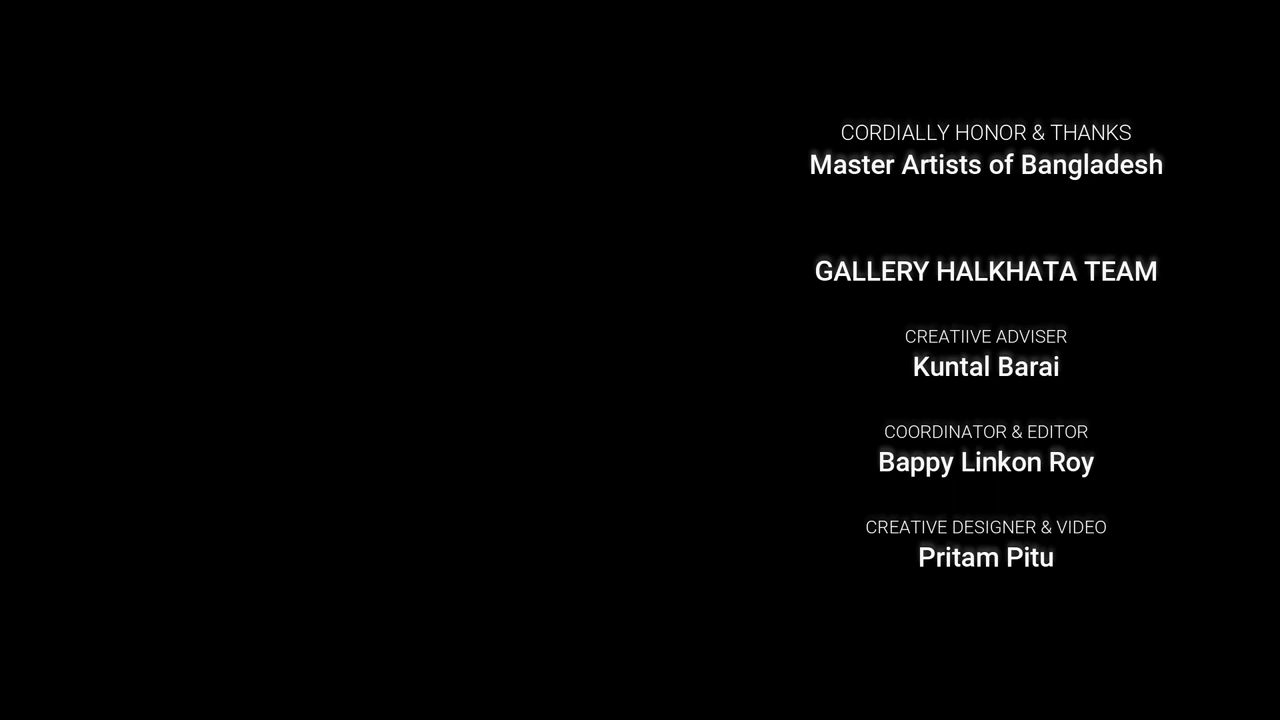 CORDIALLY HONOR & THANKS
Master Artists of Bangladesh
GALLERY HALKHATA TEAM
CREATIIVE ADVISER
Kuntal Barai
COORDINATOR & EDITOR
Bappy Linkon Roy
CREATIVE DESIGNER & VIDEO
Pritam Pitu